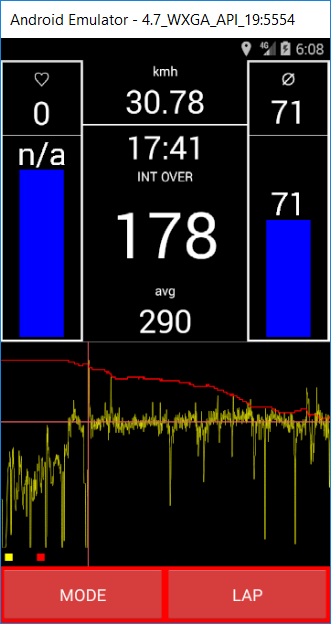 Android Emulator - 4.7_WXGA_API_19:5554
4G 6:08
♡
0
n/a
kmh
30.78
17:41
INT OVER
178
avg
290
Ø
71
71
MODE
LAP